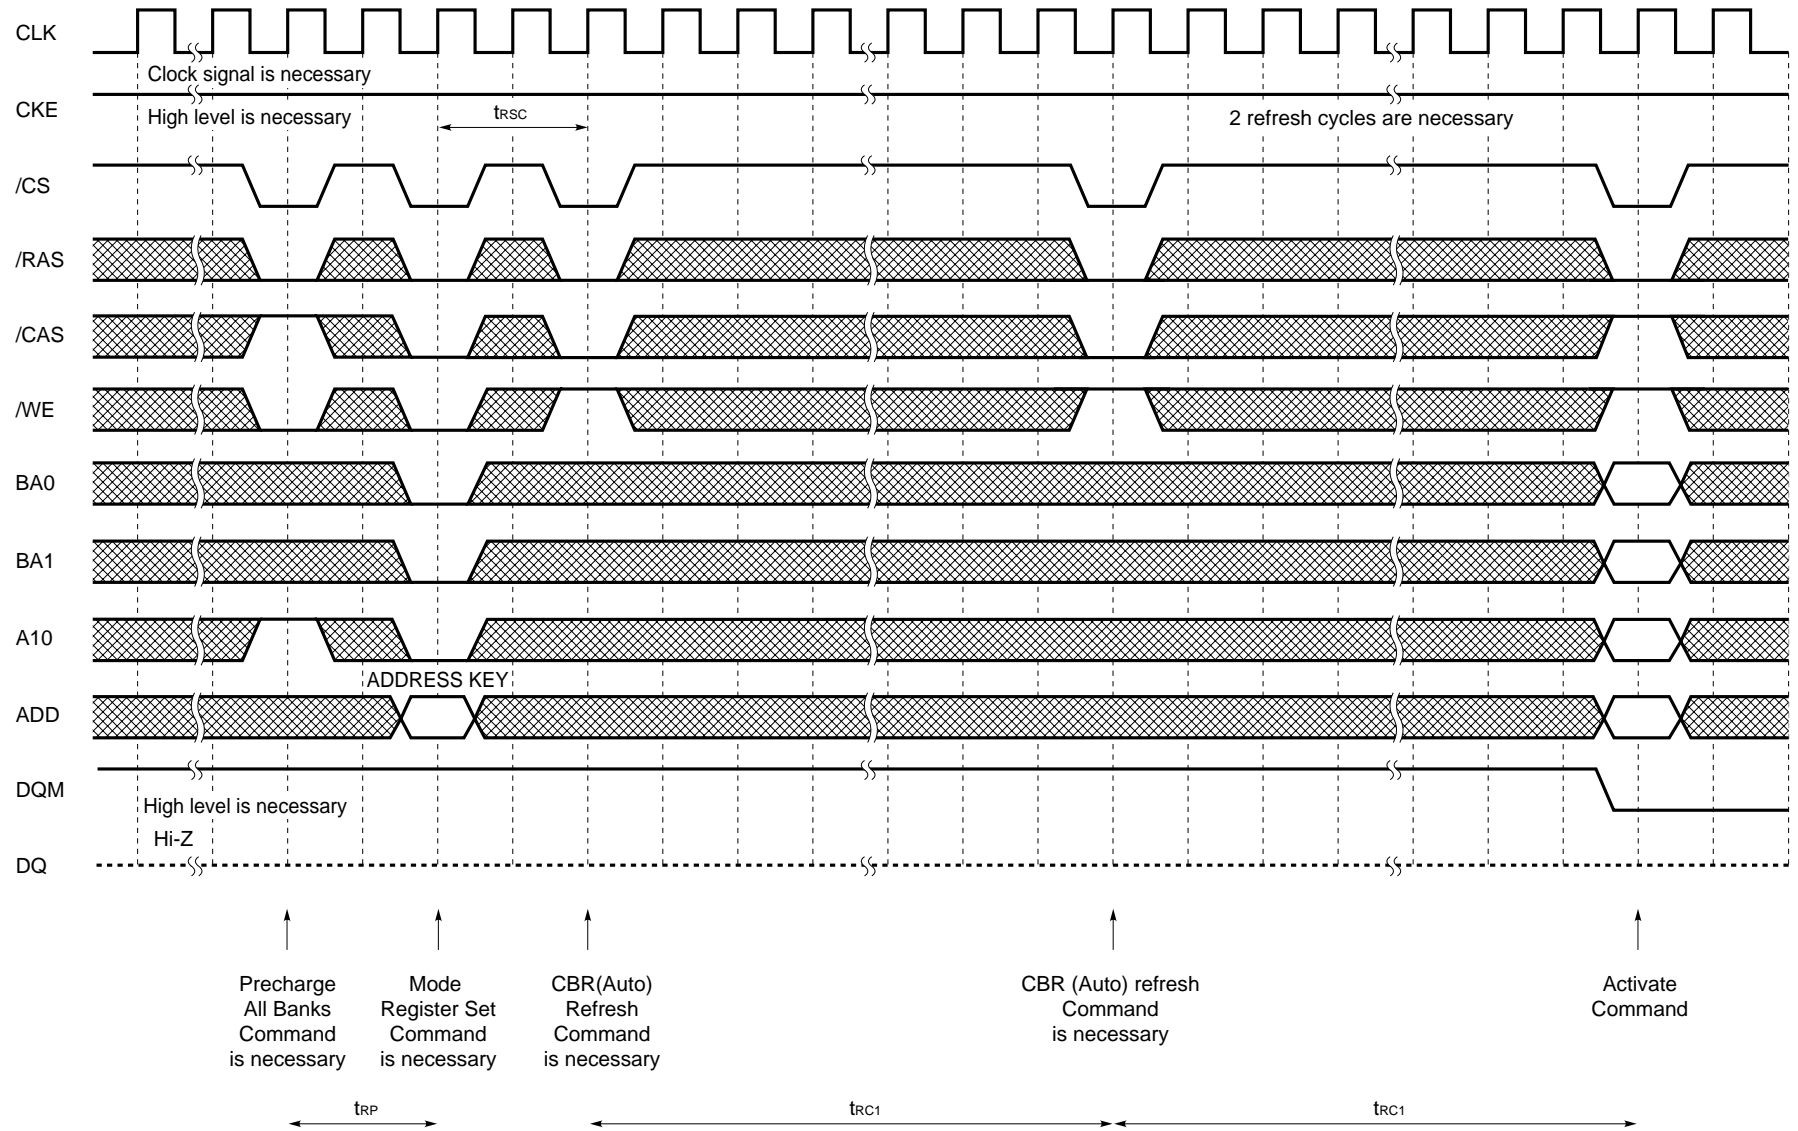 CLK
Clock signal is necessary
CKE
High level is necessary
tRSC
2 refresh cycles are necessary
/CS
/RAS
/CAS
/WE
BA0
BA1
A10
ADDRESS KEY
ADD
DQM
High level is necessary
Hi-Z
DQ
Precharge
All Banks
Command
is necessary
Mode
Register Set
Command
is necessary
CBR(Auto)
Refresh
Command
is necessary
CBR (Auto) refresh
Command
is necessary
Activate
Command
tRP
tRC1
tRC1